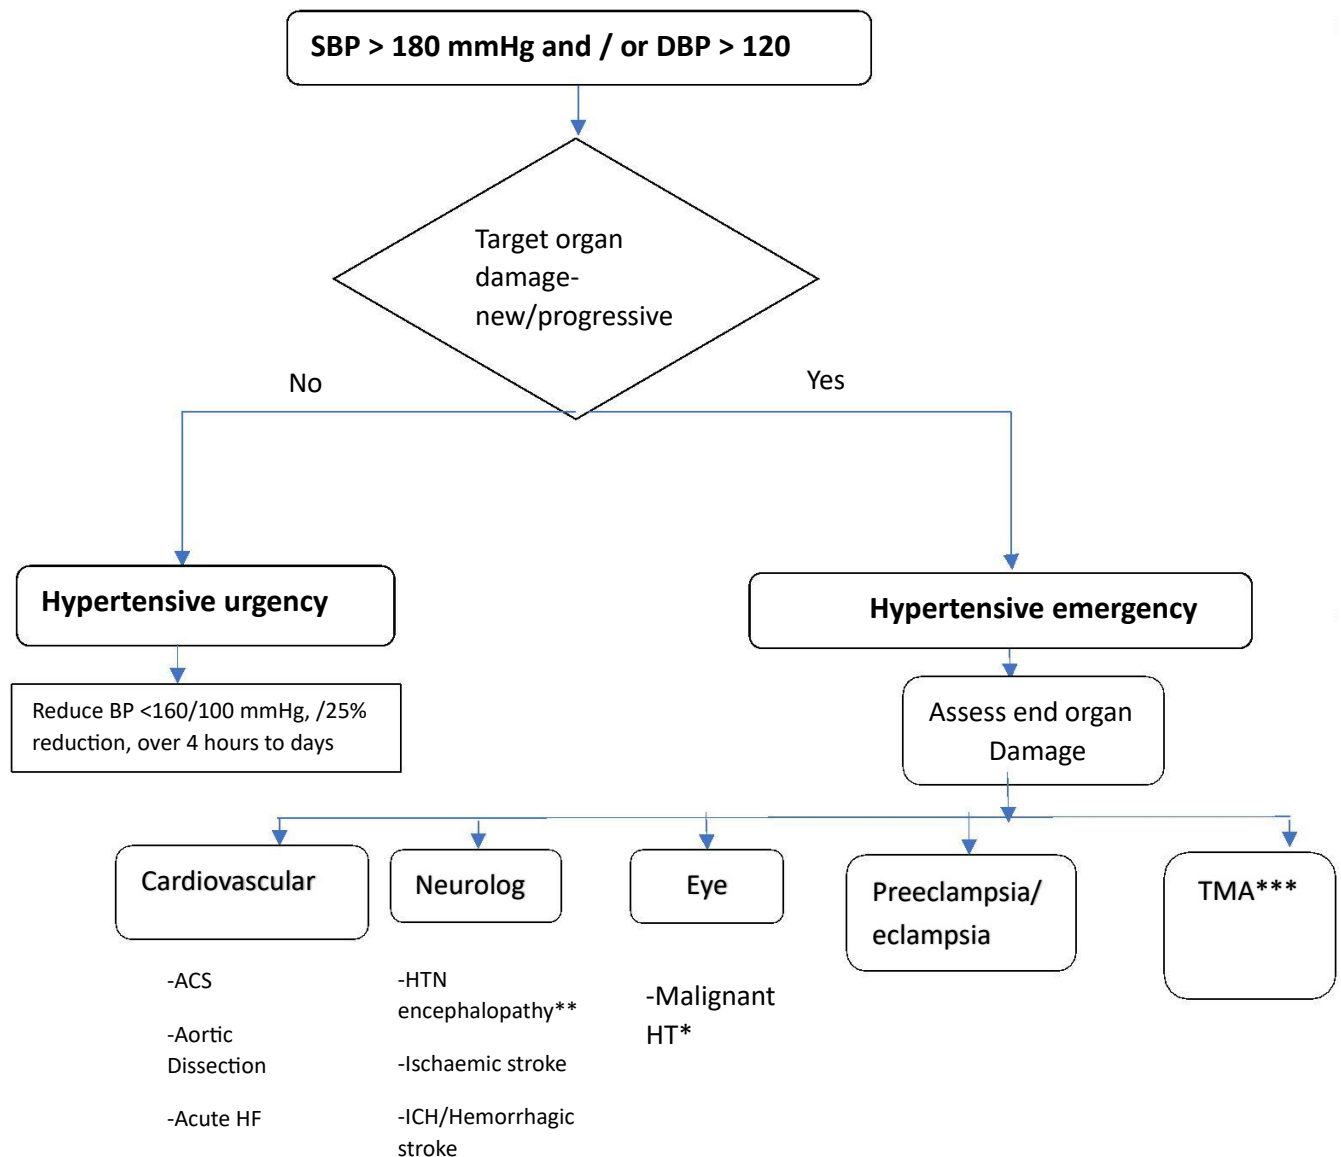 SBP > 180 mmHg and / or DBP > 120
Target organ
damage-
new/progressive
No
Yes
Hypertensive urgency
Hypertensive emergency
Reduce BP <160/100 mmHg, /25%
reduction, over 4 hours to days
Assess end organ
Damage
Cardiovascular
Neurolog
Eye
Preeclampsia/
eclampsia
TMA***
-ACS
-Aortic
Dissection
-Acute HF
-HTN
encephalopathy**
-Ischaemic stroke
-ICH/Hemorrhagic
stroke
-Malignant
HT*